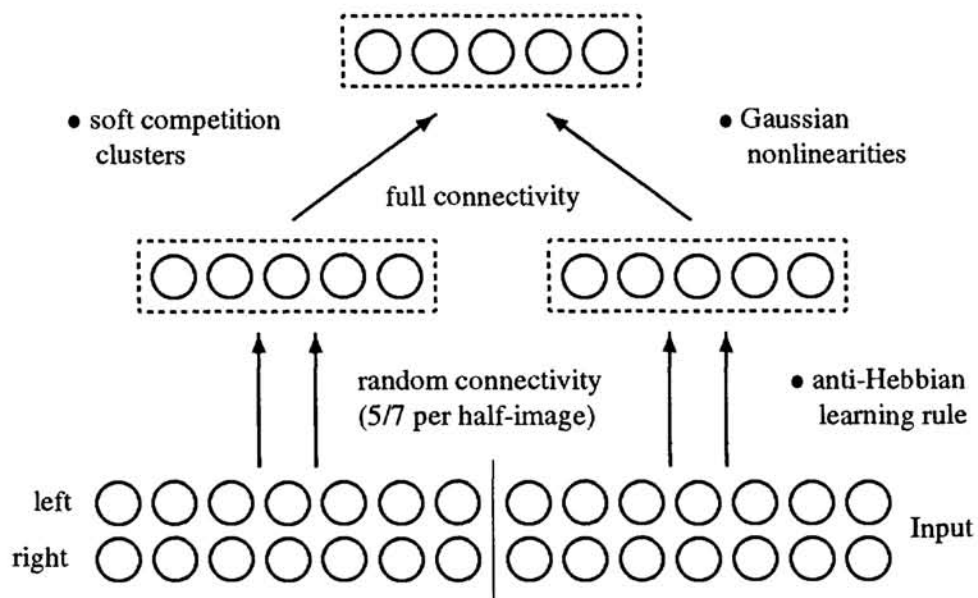 ● soft competition
clusters
● Gaussian
nonlinearities
full connectivity
random connectivity
(5/7 per half-image)
● anti-Hebbian
learning rule
left
right
Input